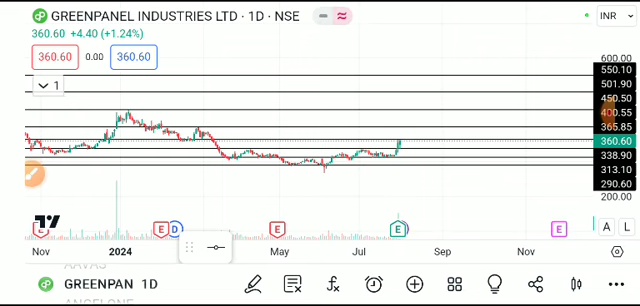 GREENPANEL INDUSTRIES LTD · 1D · NSE
INR
360.60 +4.40 (+1.24%)
360.60 0.00 360.60
1
600.00
550.10
501.90
450.50
400.55
365.85
360.60
338.90
313.10
290.60
200.00
E E D E E E
A L
Nov 2024 May Jul Sep Nov
GREENPAN 1D
ANGELONE